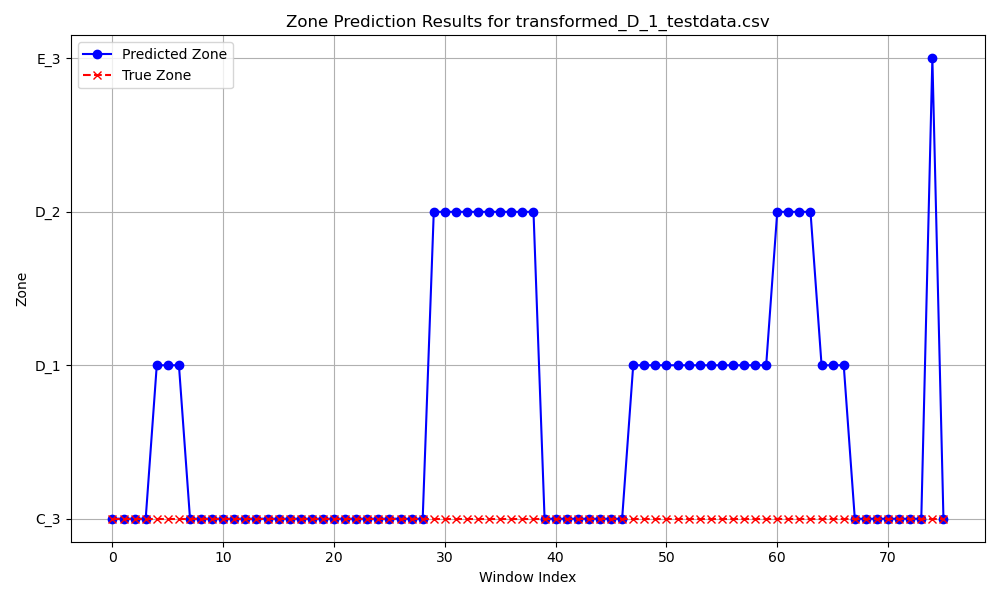 Zone Prediction Results for transformed_D_1_testdata.csv
Predicted Zone
True Zone
E_3
D_2
D_1
C_3
Zone
0 10 20 30 40 50 60 70
Window Index